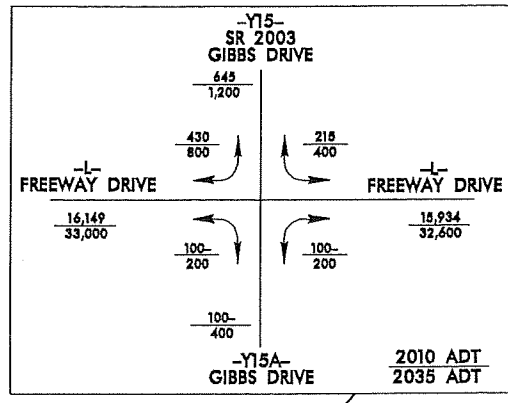 -Y15-
SR 2003
GIBBS DRIVE
645
1,200
430
800
215
400
-L-
FREEWAY DRIVE
-L-
FREEWAY DRIVE
16,149
33,000
15,934
32,600
100-
200
100-
200
100-
400
-Y15A-
GIBBS DRIVE
2010 ADT
2035 ADT